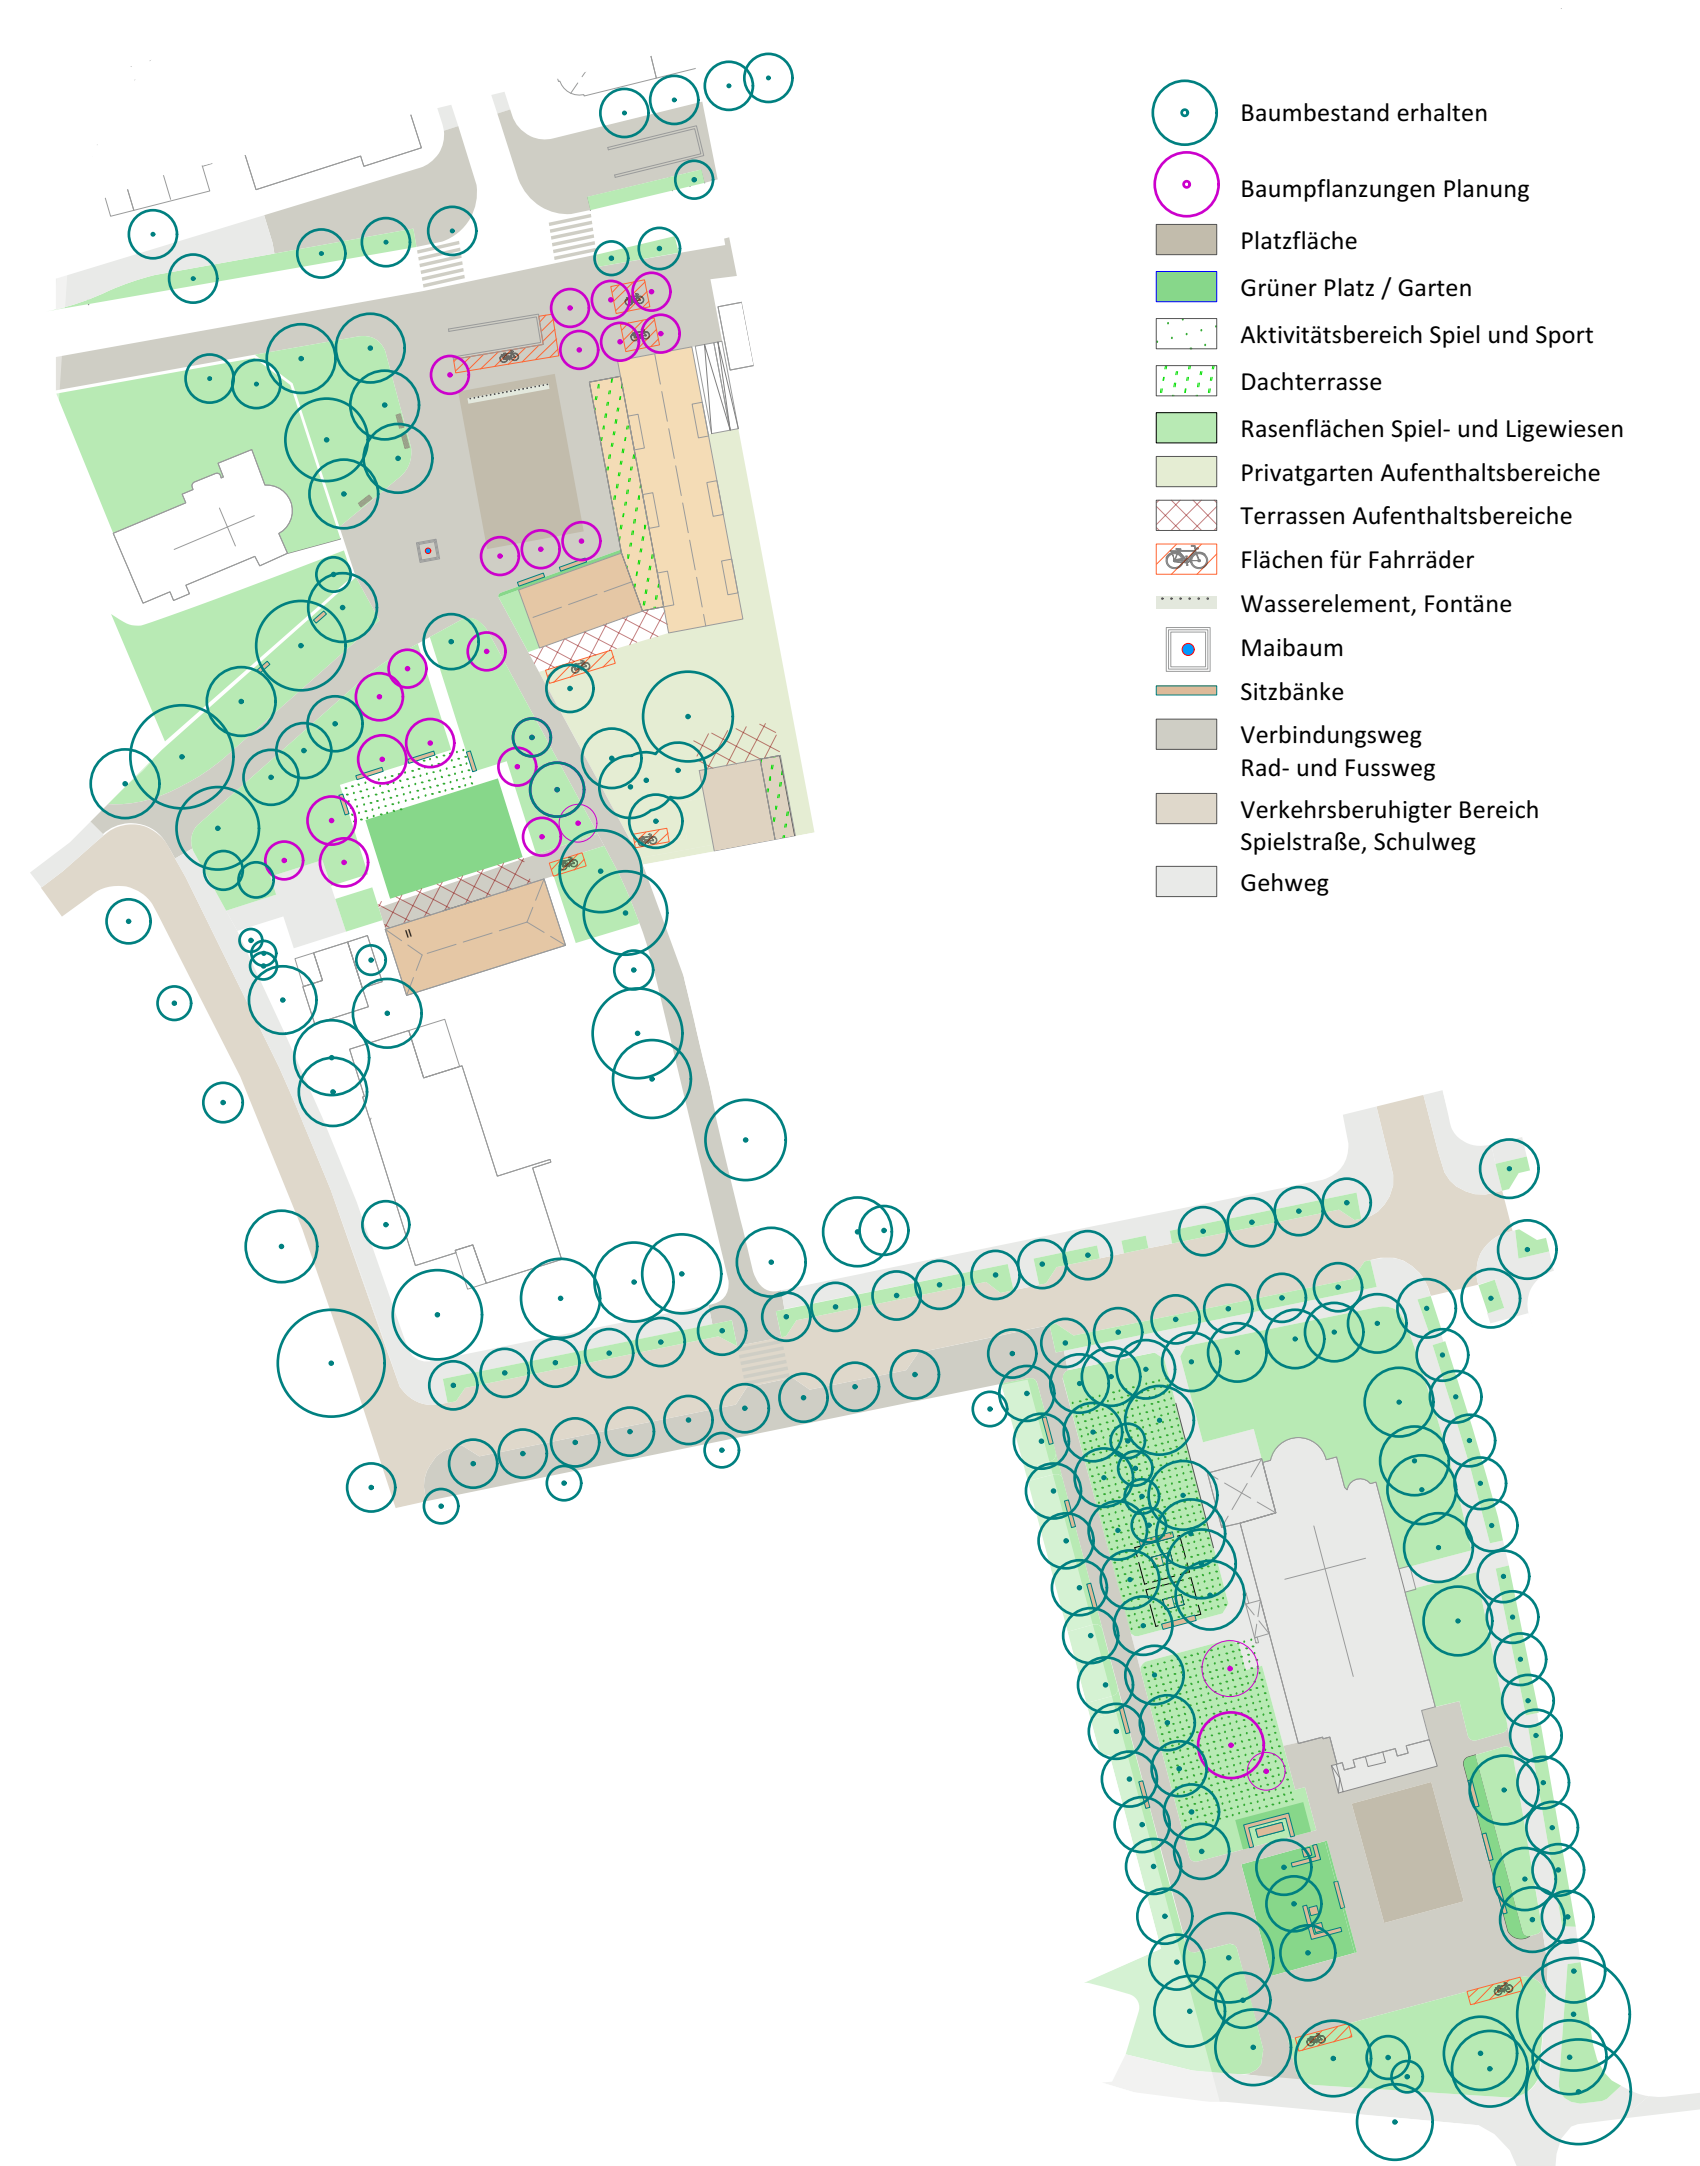 Baumbestand erhalten
Baumpflanzungen Planung
Platzfläche
Grüner Platz / Garten
Aktivitätsbereich Spiel und Sport
Dachterrasse
Rasenflächen Spiel- und Ligewiesen
Privatgarten Aufenthaltsbereiche
Terrassen Aufenthaltsbereiche
Flächen für Fahrräder
Wasserelement, Fontäne
Maibaum
Sitzbänke
Verbindungsweg
Rad- und Fussweg
Verkehrsberuhigter Bereich
Spielstraße, Schulweg
Gehweg